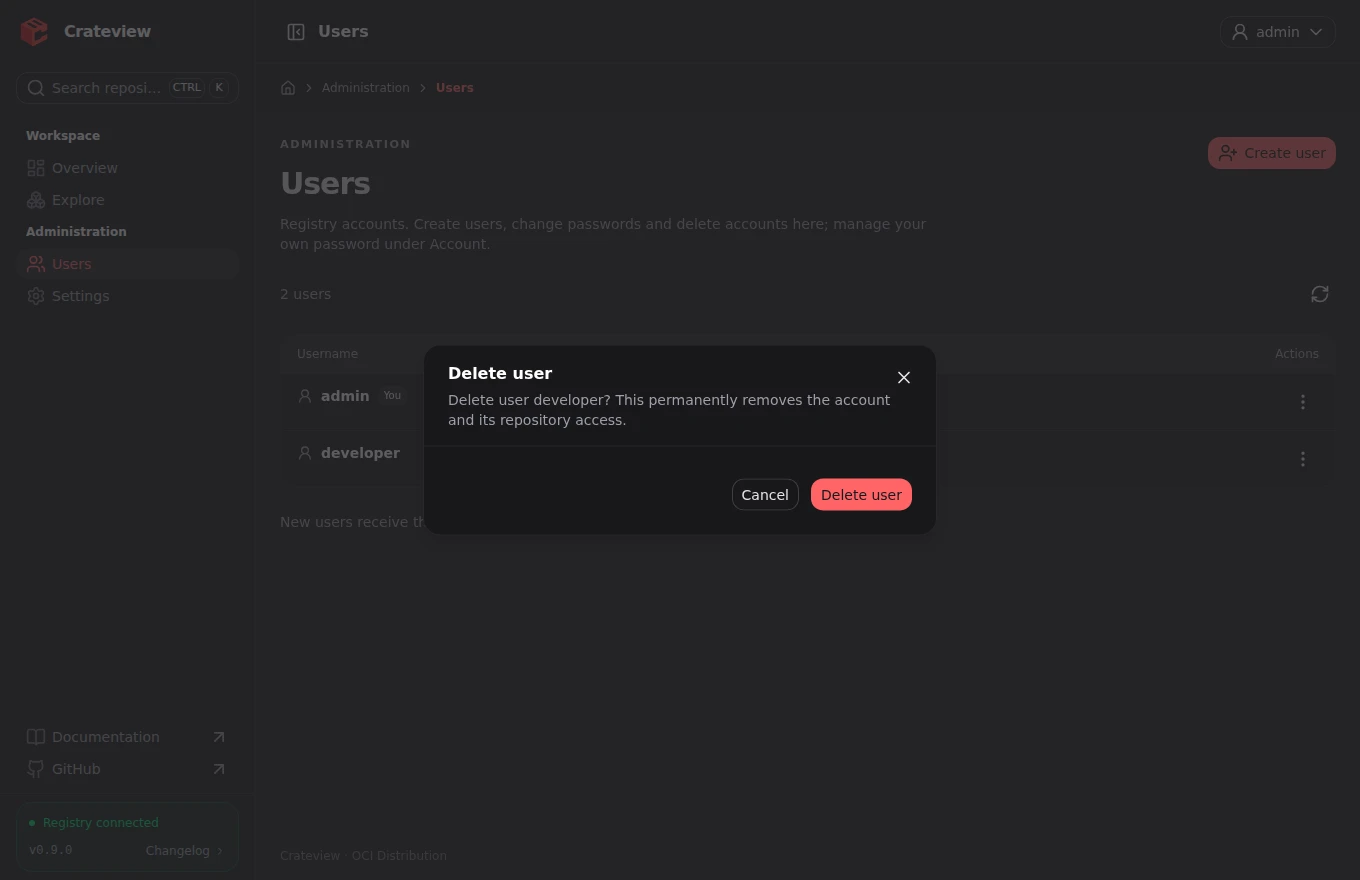 Crateview
Users
admin
Search reposi... CTRL K
Administration
Users
Workspace
Overview
Explore
Administration
Users
Settings
ADMINISTRATION
Create user
Users
Registry accounts. Create users, change passwords and delete accounts here; manage your
own password under Account.
2 users
Username
Actions
admin You
developer
New users receive th
Delete user
Delete user developer? This permanently removes the account
and its repository access.
Cancel
Delete user
Documentation
GitHub
Registry connected
v0.9.0
Changelog
Crateview · OCI Distribution